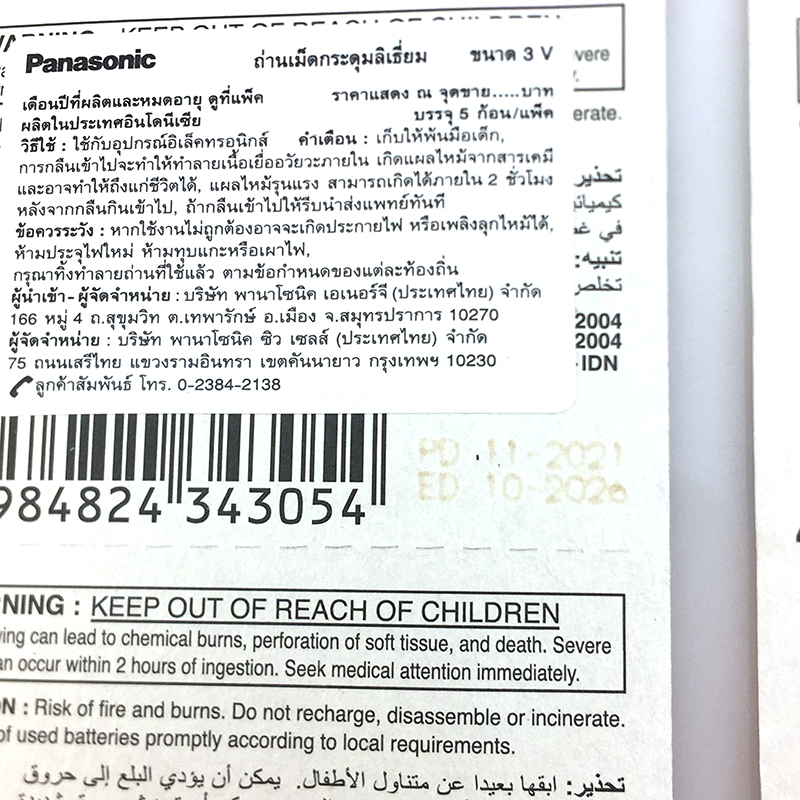 KEEP OUT OF REACH OF CHILDREN
Panasonic ถ่านเม็ดกระดุมลิเธี่ยม ขนาด 3 V
เดือนปีที่ผลิตและหมดอายุ ดูที่แพ็ค ราคาแสดง ณ จุดขาย.....บาท
ผลิตในประเทศอินโดนีเซีย บรรจุ 5 ก้อน/แพ็ค
วิธีใช้ : ใช้กับอุปกรณ์อิเล็คทรอนิกส์ คำเตือน : เก็บให้พ้นมือเด็ก,
การกลืนเข้าไปจะทำให้ทำลายเนื้อเยื่ออวัยวะภายใน เกิดแผลไหม้จากสารเคมี
และอาจทำให้ถึงแก่ชีวิตได้, แผลไหม้รุนแรง สามารถเกิดได้ภายใน 2 ชั่วโมง
หลังจากกลืนกินเข้าไป, ถ้ากลืนเข้าไปให้รีบนำส่งแพทย์ทันที
ข้อควรระวัง : หากใช้งานไม่ถูกต้องอาจจะเกิดประกายไฟ หรือเพลิงลุกไหม้ได้,
ห้ามประจุไฟใหม่ ห้ามทุบแกะหรือเผาไฟ,
กรุณาทิ้งทำลายถ่านที่ใช้แล้ว ตามข้อกำหนดของแต่ละท้องถิ่น
ผู้นำเข้า- ผู้จัดจำหน่าย : บริษัท พานาโซนิค เอเนอร์จี (ประเทศไทย) จำกัด
166 หมู่ 4 ถ.สุขุมวิท ต.เทพารักษ์ อ.เมือง จ.สมุทรปราการ 10270
ผู้จัดจำหน่าย : บริษัท พานาโซนิค ซิว เซลส์ (ประเทศไทย) จำกัด
75 ถนนเสรีไทย แขวงรามอินทรา เขตคันนายาว กรุงเทพฯ 10230
ลูกค้าสัมพันธ์ โทร. 0-2384-2138
vere
erate.
تحذير
في
تنبيه:
تخلص
2004
2004
- IDN
984824 343054
PD 11-2021
ED 10-2026
NING : KEEP OUT OF REACH OF CHILDREN
ing can lead to chemical burns, perforation of soft tissue, and death. Severe
an occur within 2 hours of ingestion. Seek medical attention immediately.
N : Risk of fire and burns. Do not recharge, disassemble or incinerate.
of used batteries promptly according to local requirements.
تحذير: ابقها بعيدا عن متناول الأطفال. يمكن أن يؤدي البلع إلى حروق